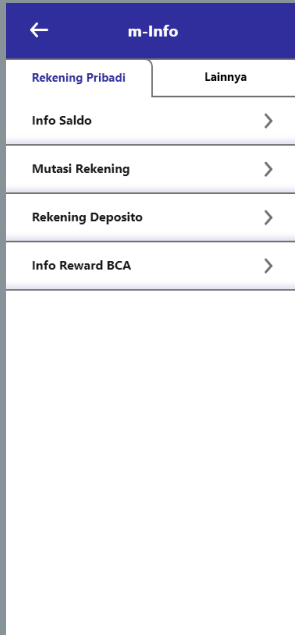 m-Info
Rekening Pribadi
Lainnya
Info Saldo
Mutasi Rekening
Rekening Deposito
Info Reward BCA